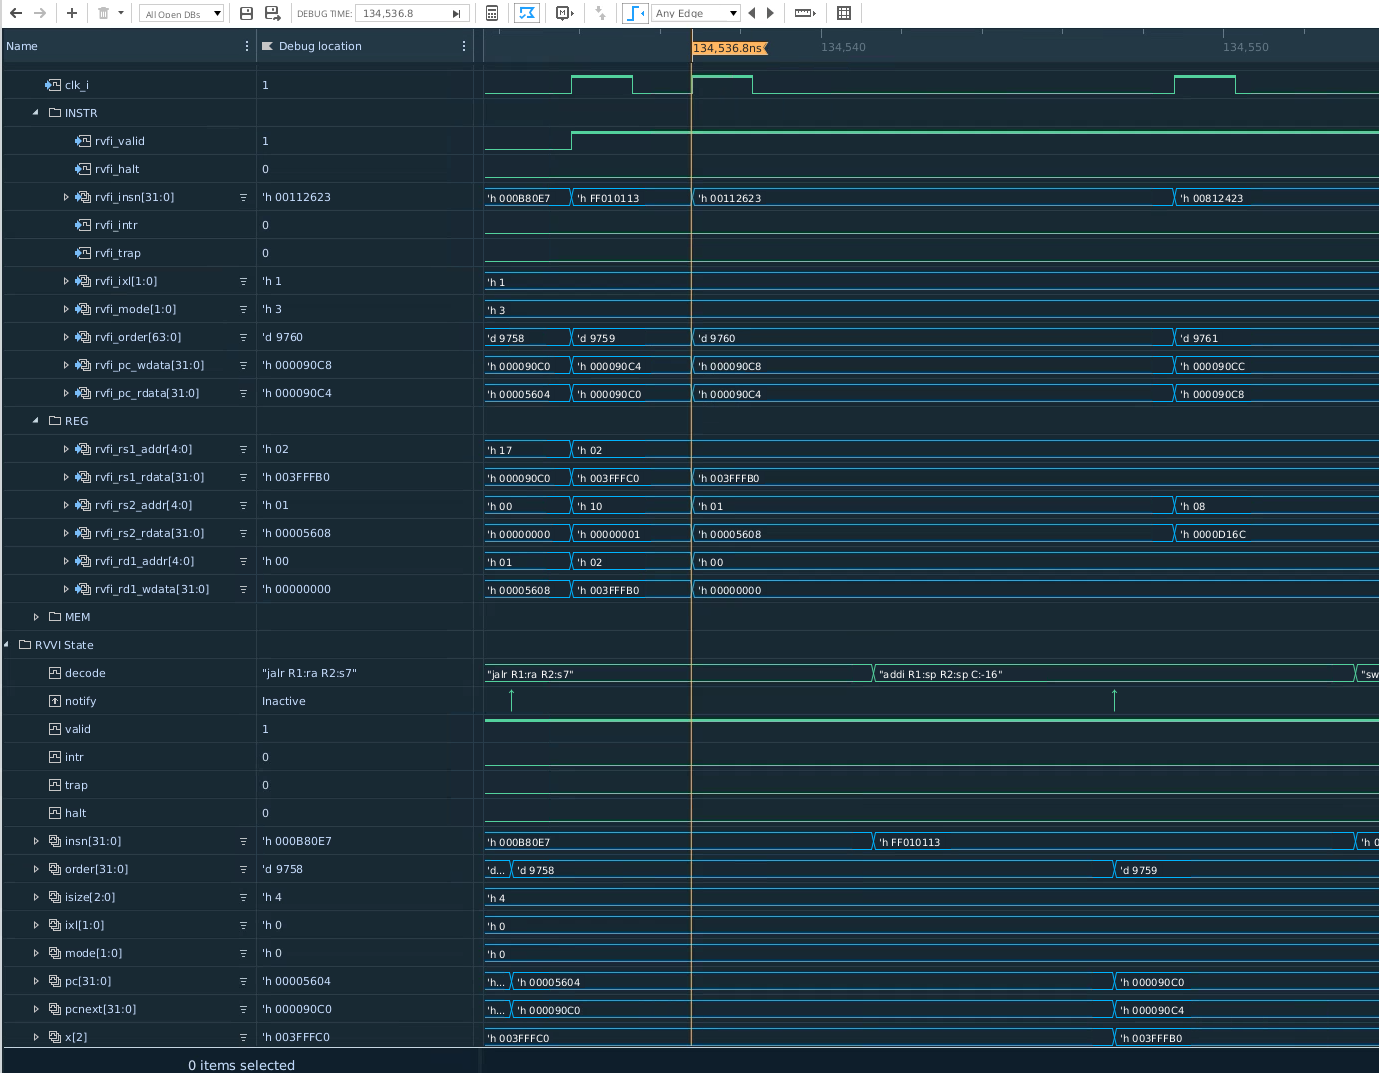 All Open DBs DEBUG TIME: 134,536.8 Any Edge
Name Debug location 134,536.8ns 134,540 134,550
clk_i 1
INSTR
rvfi_valid 1
rvfi_halt 0
rvfi_insn[31:0] 'h 00112623 'h 000B80E7 'h FF010113 'h 00112623 'h 00812423
rvfi_intr 0
rvfi_trap 0
rvfi_ixl[1:0] 'h 1 'h 1
rvfi_mode[1:0] 'h 3 'h 3
rvfi_order[63:0] 'd 9760 'd 9758 'd 9759 'd 9760 'd 9761
rvfi_pc_wdata[31:0] 'h 000090C8 'h 000090C0 'h 000090C4 'h 000090C8 'h 000090CC
rvfi_pc_rdata[31:0] 'h 000090C4 'h 00005604 'h 000090C0 'h 000090C4 'h 000090C8
REG
rvfi_rs1_addr[4:0] 'h 02 'h 17 'h 02
rvfi_rs1_rdata[31:0] 'h 003FFFB0 'h 000090C0 'h 003FFFC0 'h 003FFFB0
rvfi_rs2_addr[4:0] 'h 01 'h 00 'h 10 'h 01 'h 08
rvfi_rs2_rdata[31:0] 'h 00005608 'h 00000000 'h 00000001 'h 00005608 'h 0000D16C
rvfi_rd1_addr[4:0] 'h 00 'h 01 'h 02 'h 00
rvfi_rd1_wdata[31:0] 'h 00000000 'h 00005608 'h 003FFFB0 'h 00000000
MEM
RVVI State
decode "jalr R1:ra R2:s7" "jalr R1:ra R2:s7" "addi R1:sp R2:sp C:-16" "sw
notify Inactive
valid 1
intr 0
trap 0
halt 0
insn[31:0] 'h 000B80E7 'h 000B80E7 'h FF010113 'h 0
order[31:0] 'd 9758 'd... 'd 9758 'd 9759
isize[2:0] 'h 4 'h 4
ixl[1:0] 'h 0 'h 0
mode[1:0] 'h 0 'h 0
pc[31:0] 'h 00005604 'h... 'h 00005604 'h 000090C0
pcnext[31:0] 'h 000090C0 'h... 'h 000090C0 'h 000090C4
x[2] 'h 003FFFC0 'h 003FFFC0 'h 003FFFB0
0 items selected